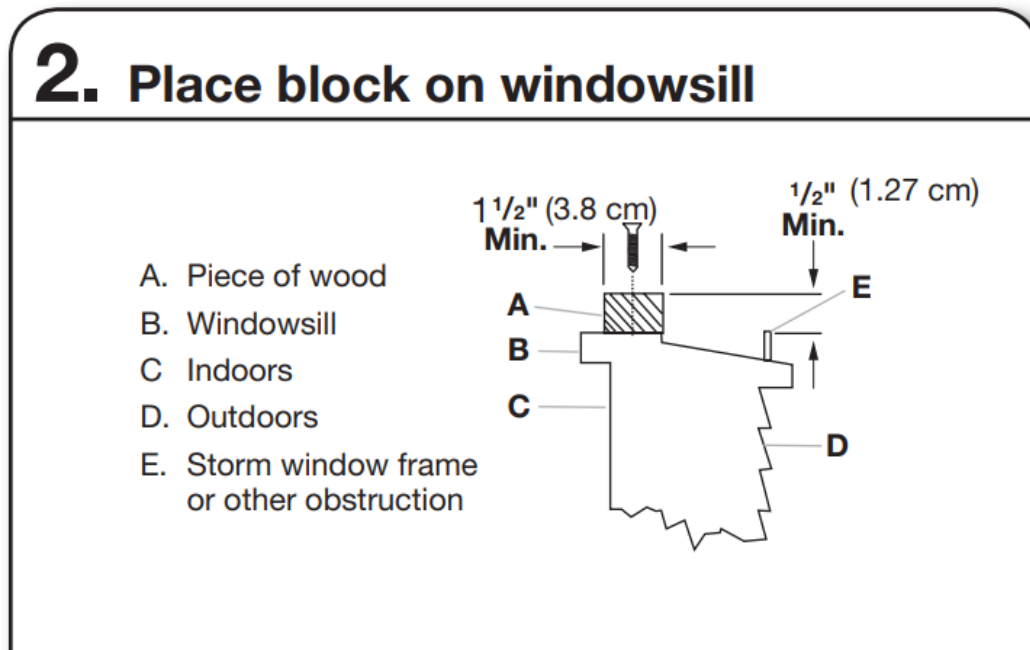 2. Place block on windowsill
1 1/2" (3.8 cm)
Min.
1/2" (1.27 cm)
Min.
A. Piece of wood
B. Windowsill
C Indoors
D. Outdoors
E. Storm window frame
or other obstruction
A
B
C
E
D